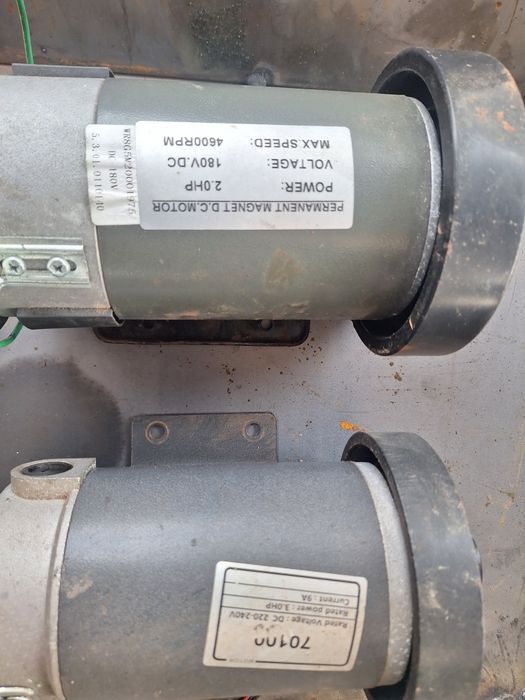 PERMANENT MAGNET D.C.MOTOR
POWER: 2.0HP
VOLTAGE: 180V.DC
MAX.SPEED: 4600RPM
DC 180V
MOTOR
Rated Voltage : DC 220-240V
Rated power : 3.0HP
Current : 9A